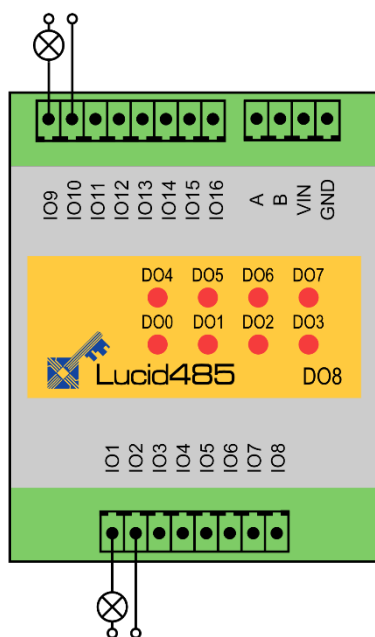 IO9 IO10 IO11 IO12 IO13 IO14 IO15 IO16 A B VIN GND
DO4 DO5 DO6 DO7
DO0 DO1 DO2 DO3
Lucid485 DO8
IO1 IO2 IO3 IO4 IO5 IO6 IO7 IO8